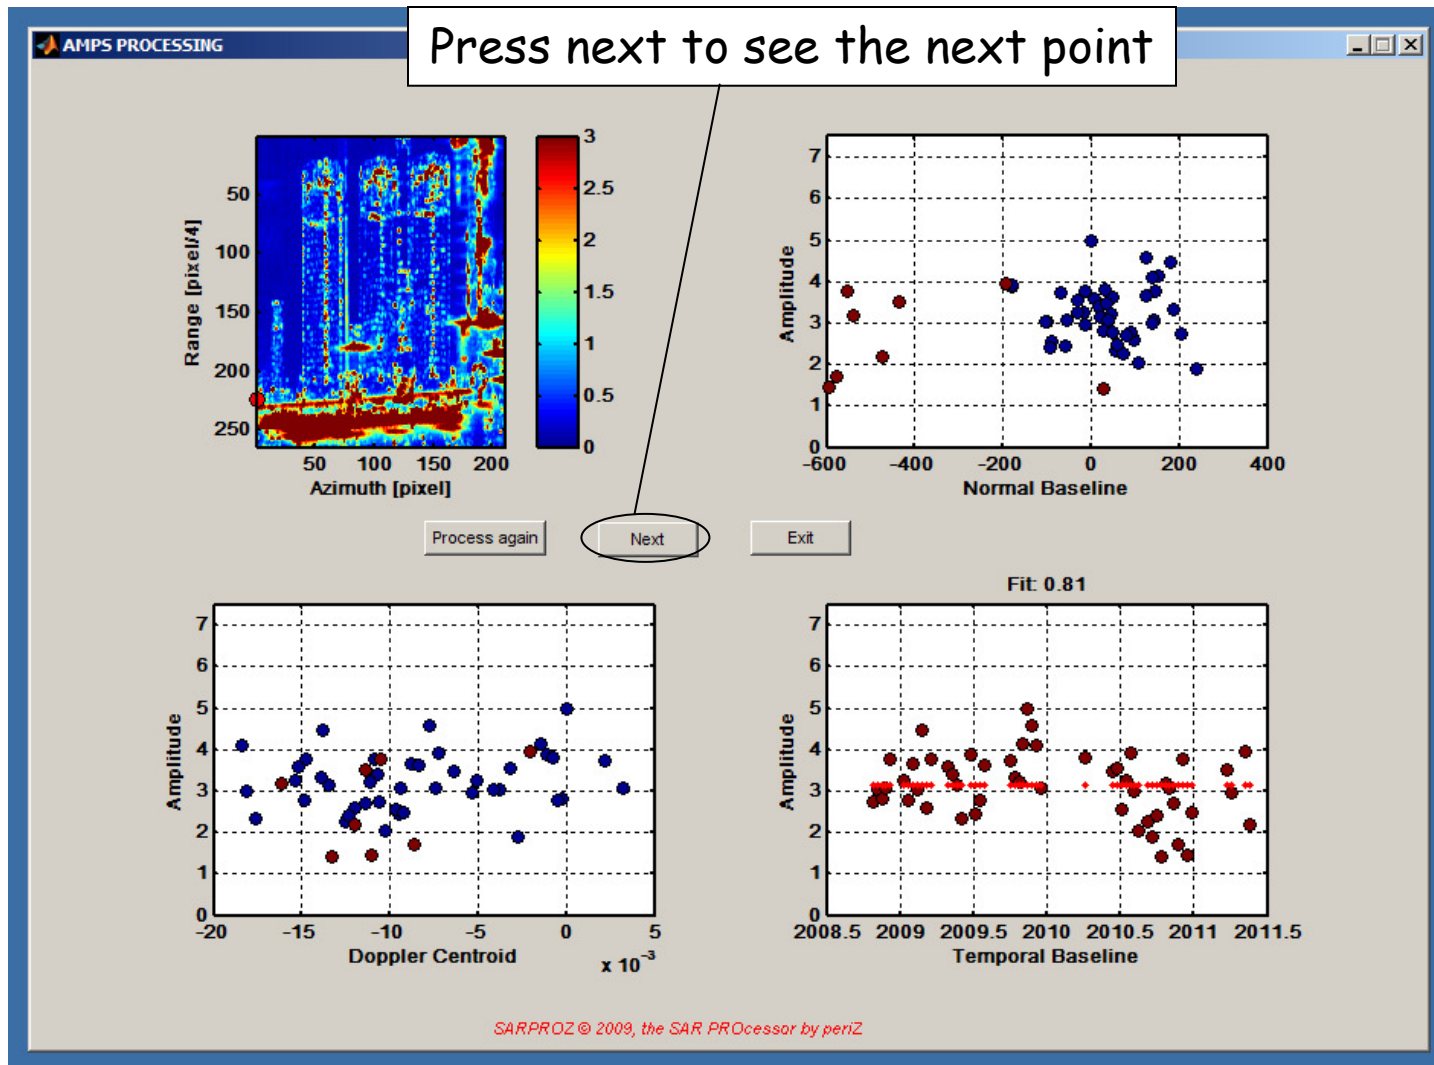 AMPS PROCESSING
Press next to see the next point
50
100
150
200
250
Range [pixel/4]
50 100 150 200
Azimuth [pixel]
3
2.5
2
1.5
1
0.5
0
7
6
5
4
3
2
1
0
Amplitude
-600 -400 -200 0 200 400
Normal Baseline
Process again
Next
Exit
7
6
5
4
3
2
1
0
Amplitude
-20 -15 -10 -5 0 5
Doppler Centroid
x 10^-3
Fit: 0.81
7
6
5
4
3
2
1
0
Amplitude
2008.5 2009 2009.5 2010 2010.5 2011 2011.5
Temporal Baseline
SARPROZ © 2009, the SAR PROcessor by periZ